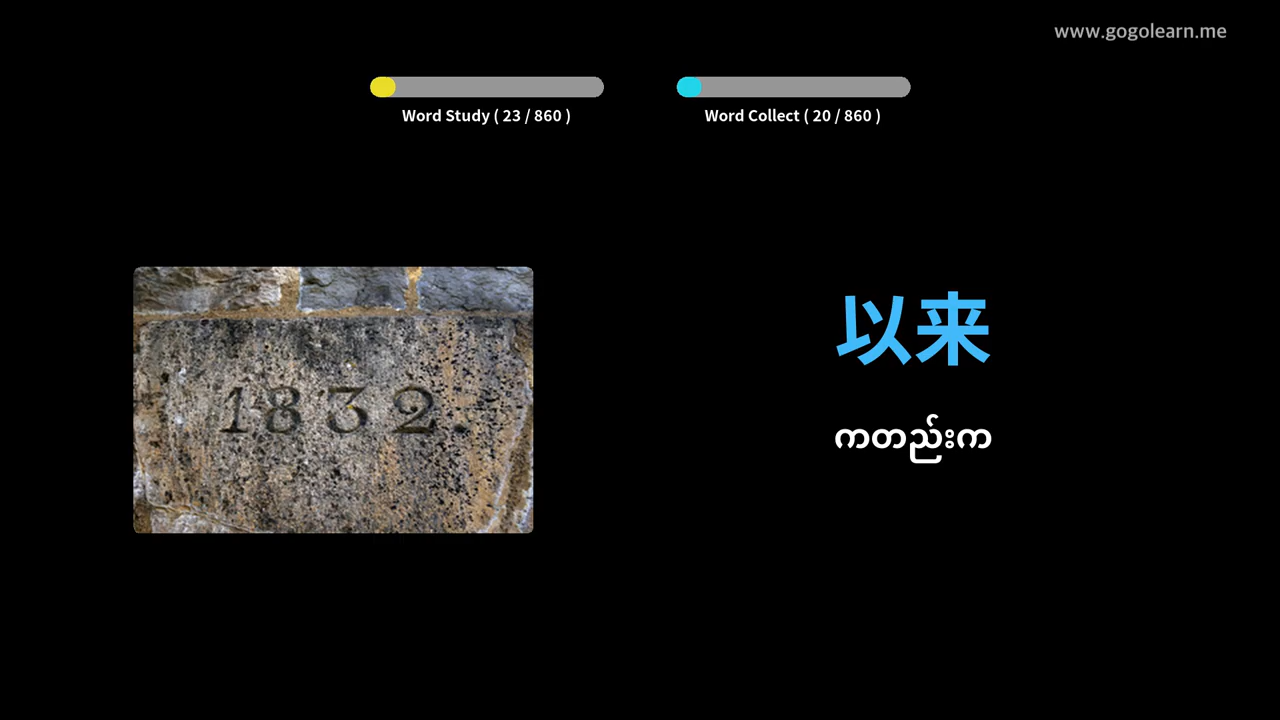 www.gogolearn.me
Word Study ( 23 / 860 )
Word Collect ( 20 / 860 )
1832.
以来
ကတည်းက